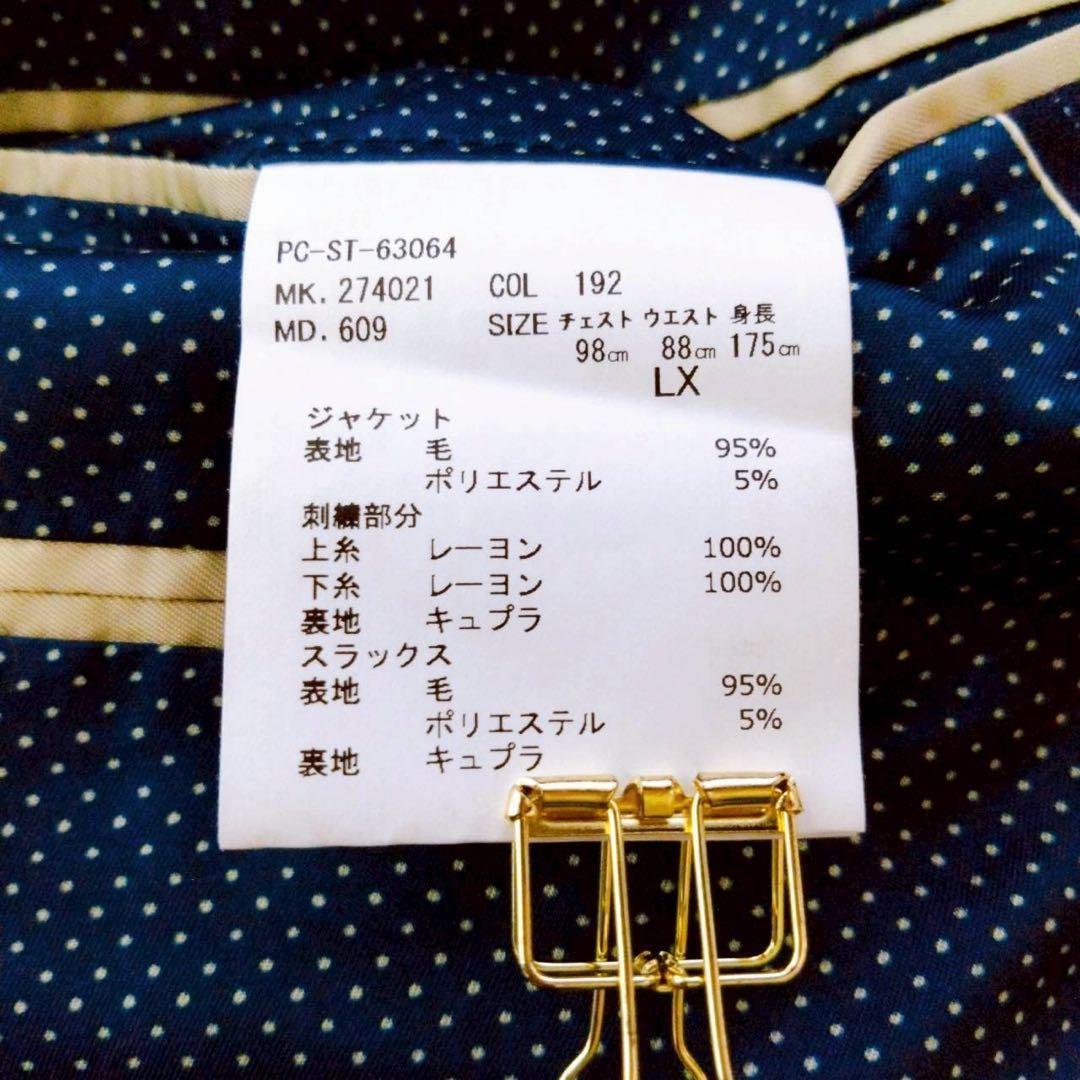 PC-ST-63064
MK. 274021 COL 192
MD. 609 SIZE チェスト ウエスト 身長
98cm 88cm 175cm
LX
ジャケット
表地 毛 95%
ポリエステル 5%
刺繍部分
上糸 レーヨン 100%
下糸 レーヨン 100%
裏地 キュプラ
スラックス
表地 毛 95%
ポリエステル 5%
裏地 キュプラ